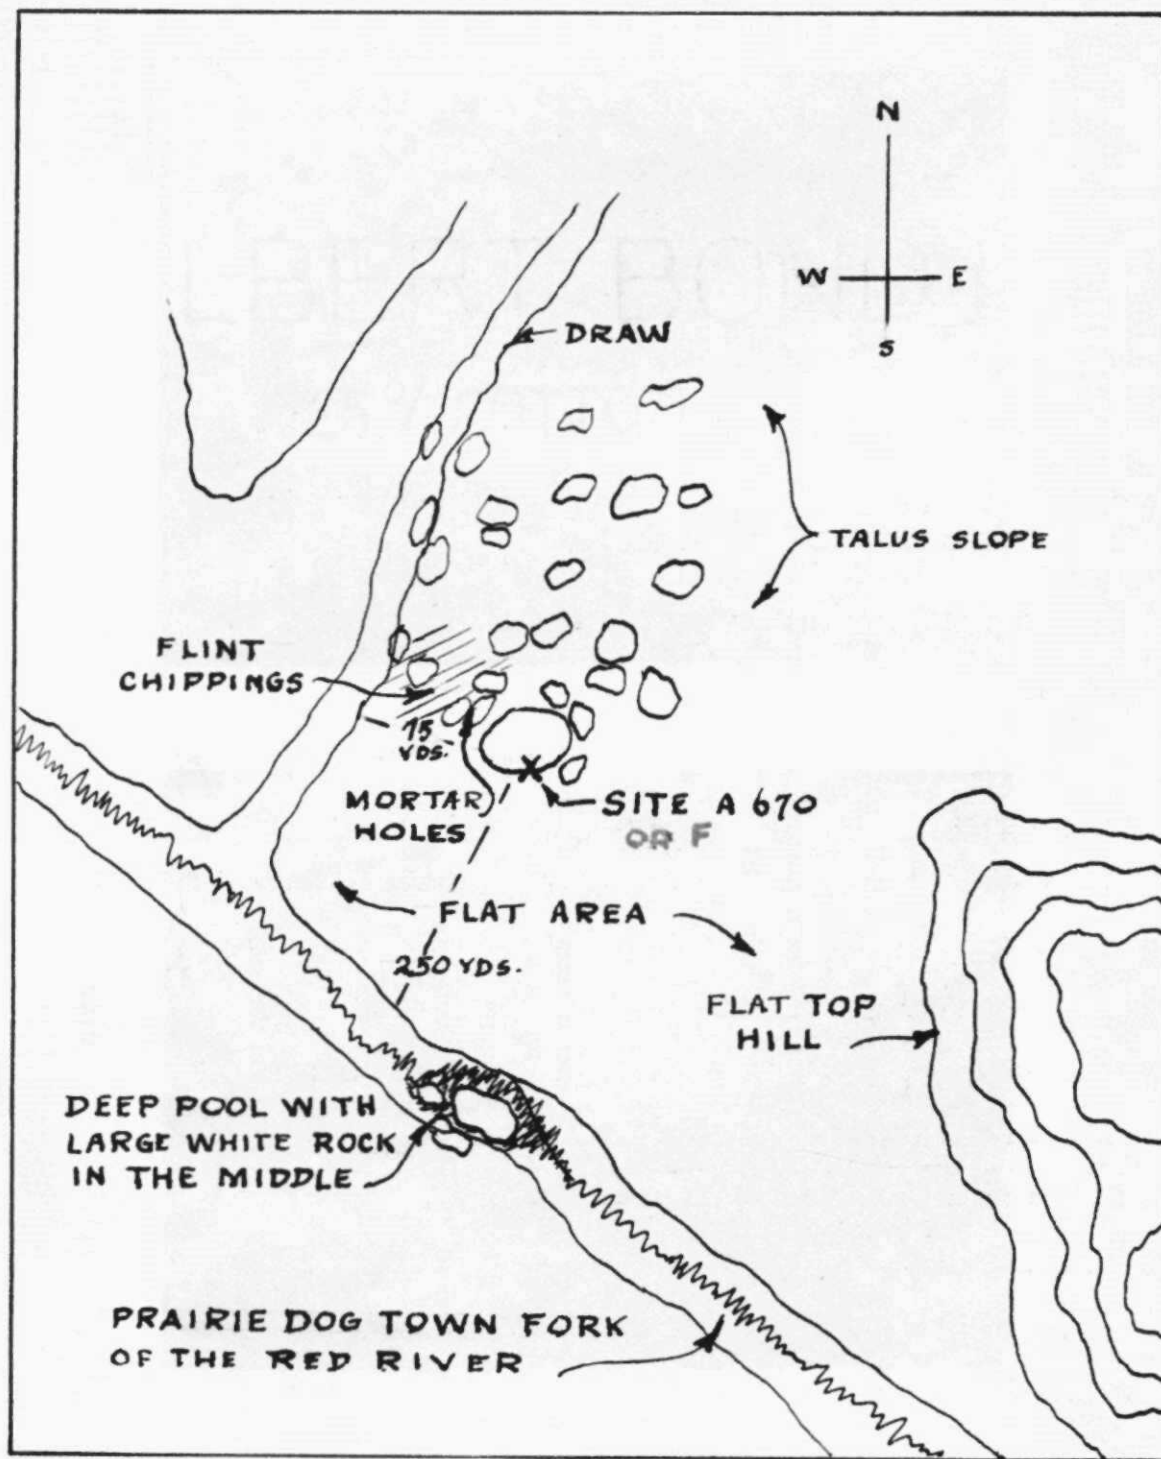 N
W E
S
DRAW
TALUS SLOPE
FLINT
CHIPPINGS
75
YDS.
MORTAR
HOLES
SITE A 670
OR F
FLAT AREA
250 YDS.
FLAT TOP
HILL
DEEP POOL WITH
LARGE WHITE ROCK
IN THE MIDDLE
PRAIRIE DOG TOWN FORK
OF THE RED RIVER